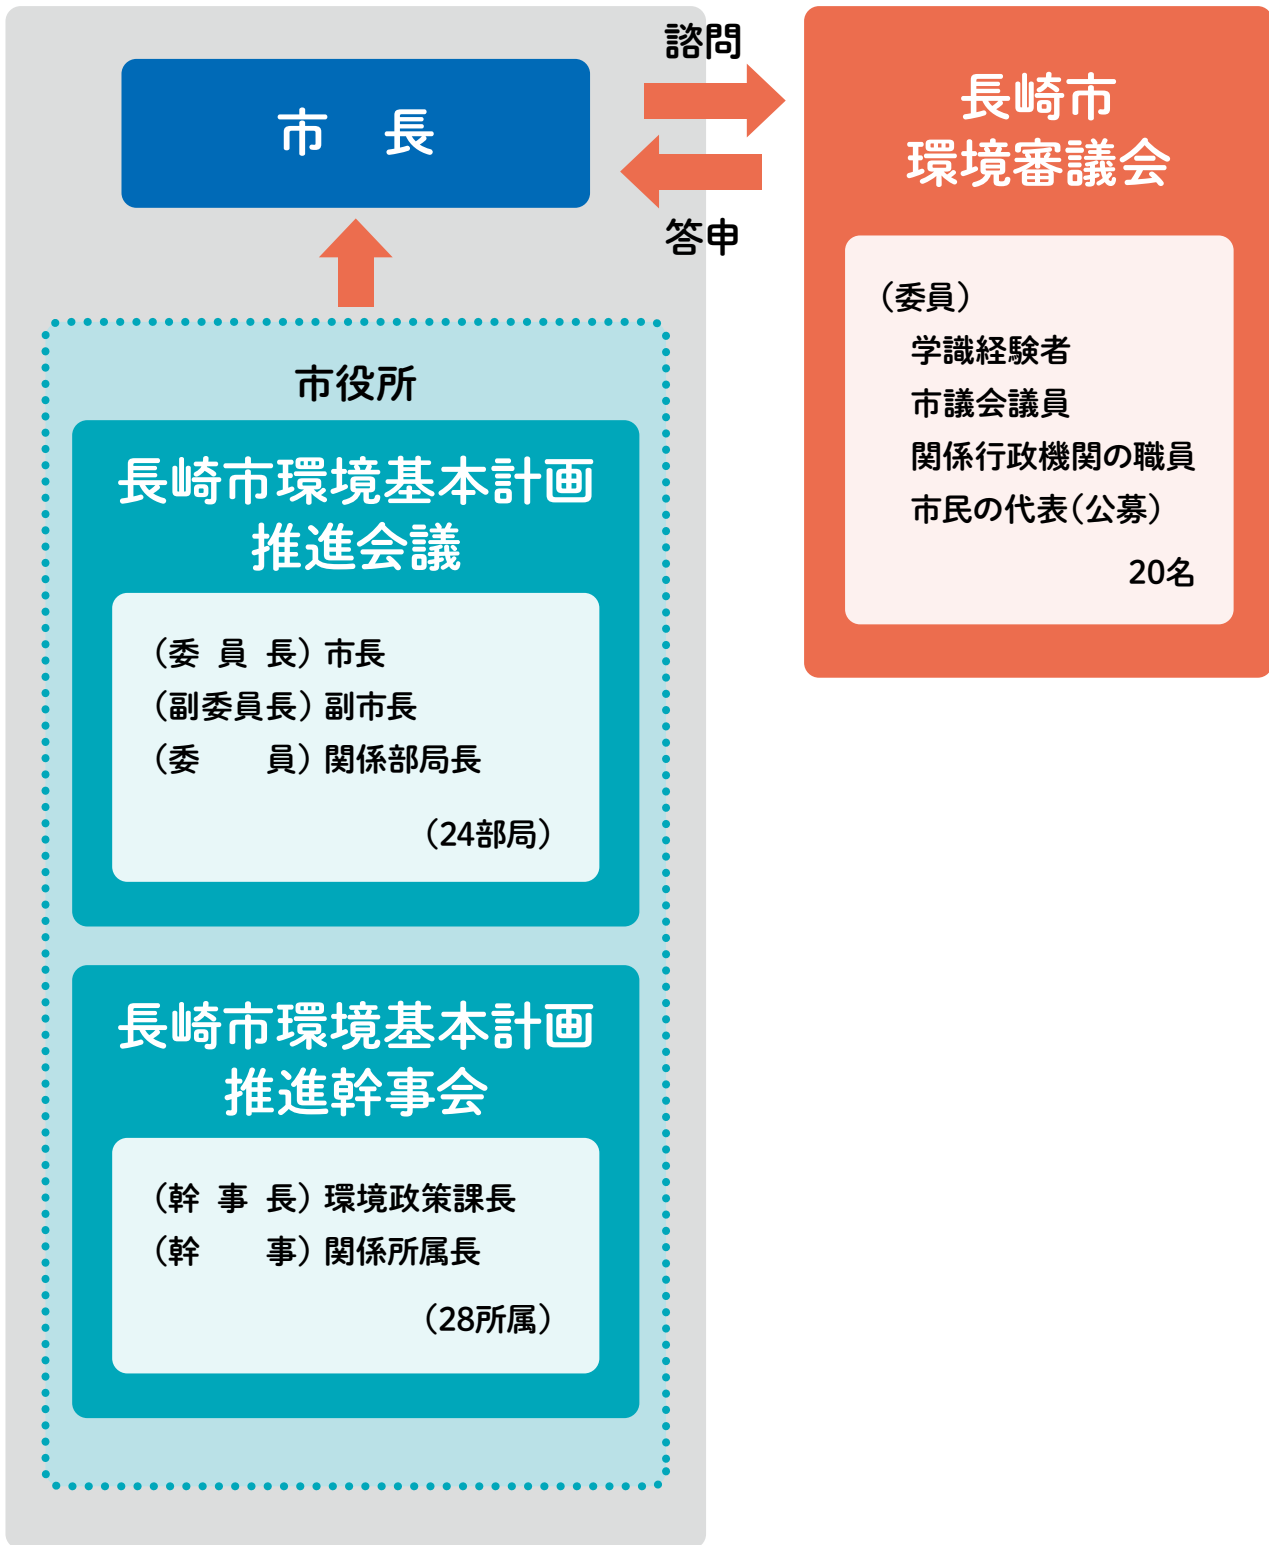 市　長
諮問
答申
長崎市
環境審議会
（委員）
学識経験者
市議会議員
関係行政機関の職員
市民の代表（公募）
20名
市役所
長崎市環境基本計画
推進会議
（委 員 長）市長
（副委員長）副市長
（委　　員）関係部局長
（24部局）
長崎市環境基本計画
推進幹事会
（幹 事 長）環境政策課長
（幹　　事）関係所属長
（28所属）